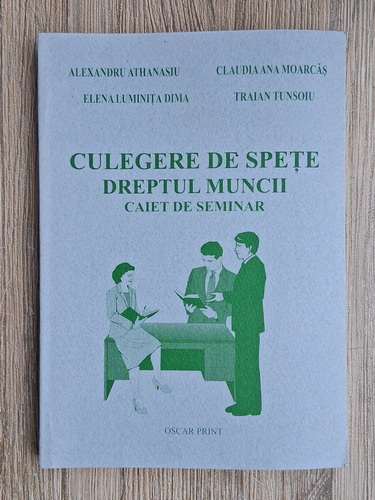 ALEXANDRU ATHANASIU CLAUDIA ANA MOARCĂȘ
ELENA LUMINIȚA DIMA TRAIAN TUNSOIU
CULEGERE DE SPEȚE
DREPTUL MUNCII
CAIET DE SEMINAR
OSCAR PRINT